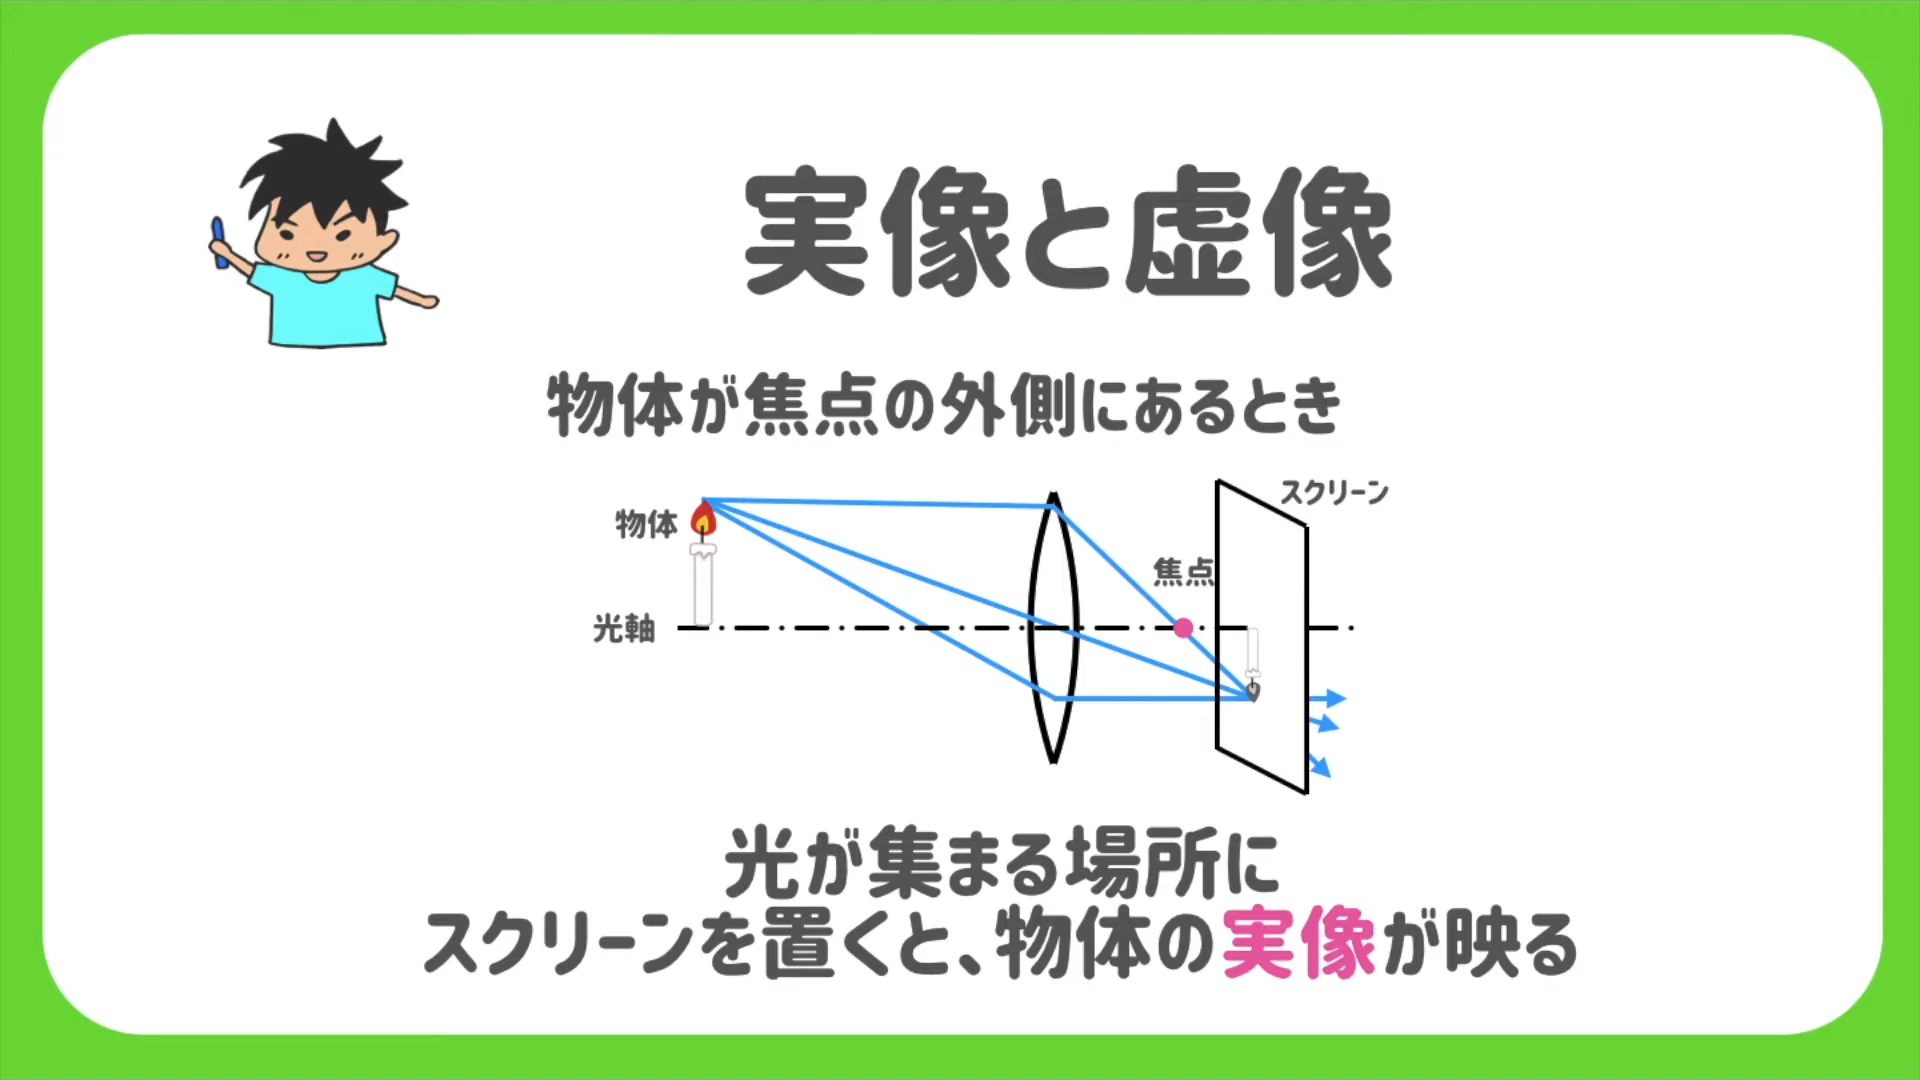 実像と虚像
物体が焦点の外側にあるとき
スクリーン
物体
焦点
光軸
光が集まる場所に
スクリーンを置くと、物体の実像が映る